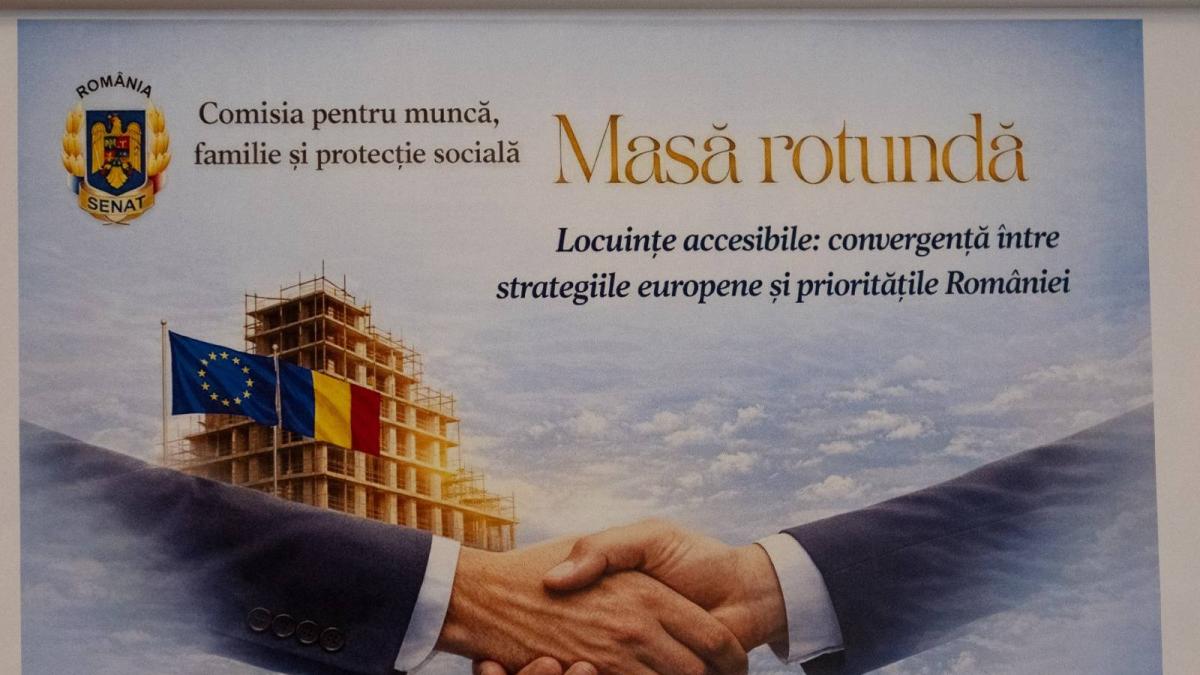 ROMÂNIA
SENAT
Comisia pentru muncă,
familie și protecție socială
Masă rotundă
Locuințe accesibile: convergență între
strategiile europene și prioritățile României